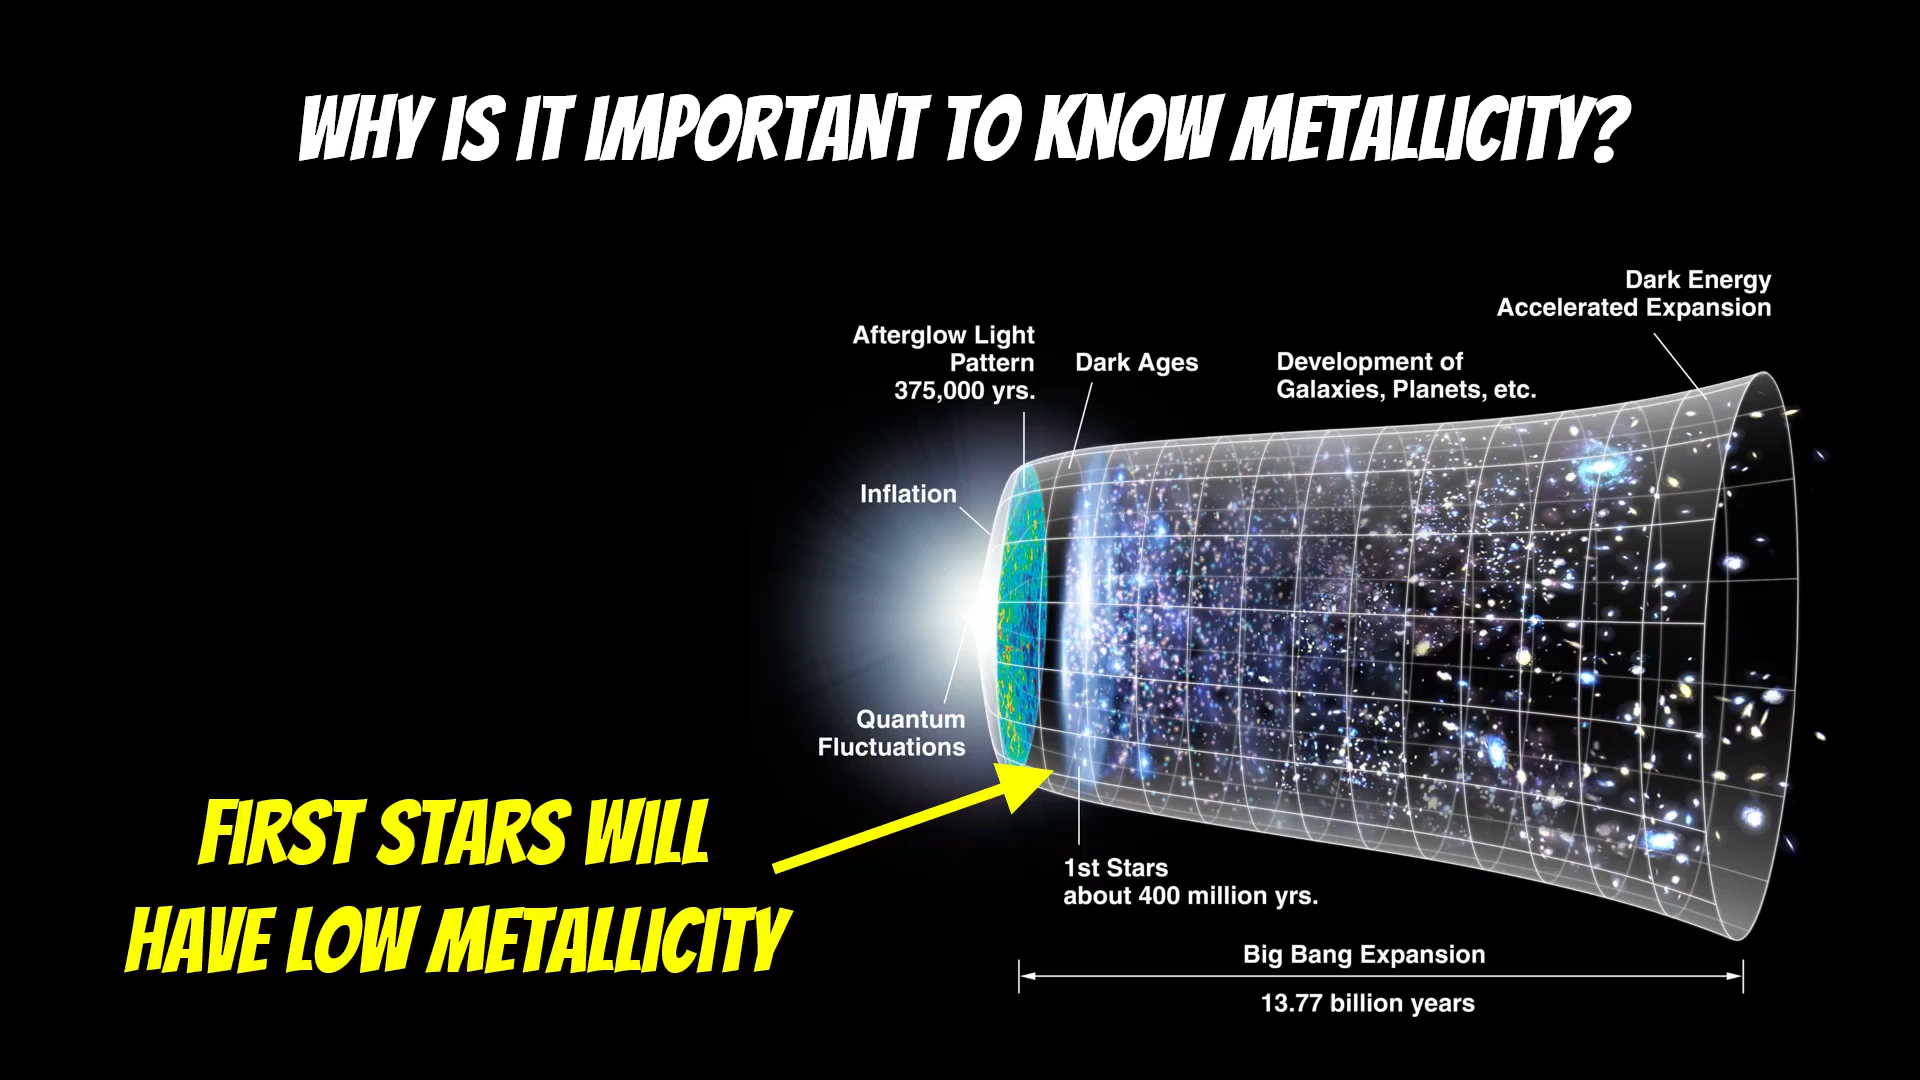 WHY IS IT IMPORTANT TO KNOW METALLICITY?
Dark Energy
Accelerated Expansion
Afterglow Light
Pattern
375,000 yrs.
Dark Ages
Development of
Galaxies, Planets, etc.
Inflation
Quantum
Fluctuations
FIRST STARS WILL
HAVE LOW METALLICITY
1st Stars
about 400 million yrs.
Big Bang Expansion
13.77 billion years